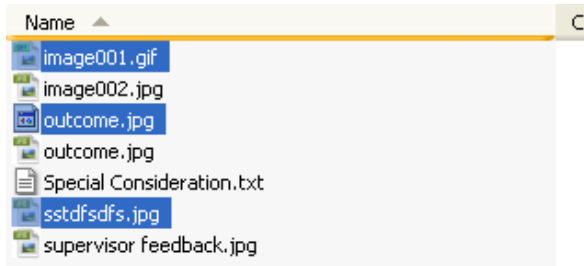 Name
image001.gif
image002.jpg
outcome.jpg
outcome.jpg
Special Consideration.txt
sstdfsdfs.jpg
supervisor feedback.jpg